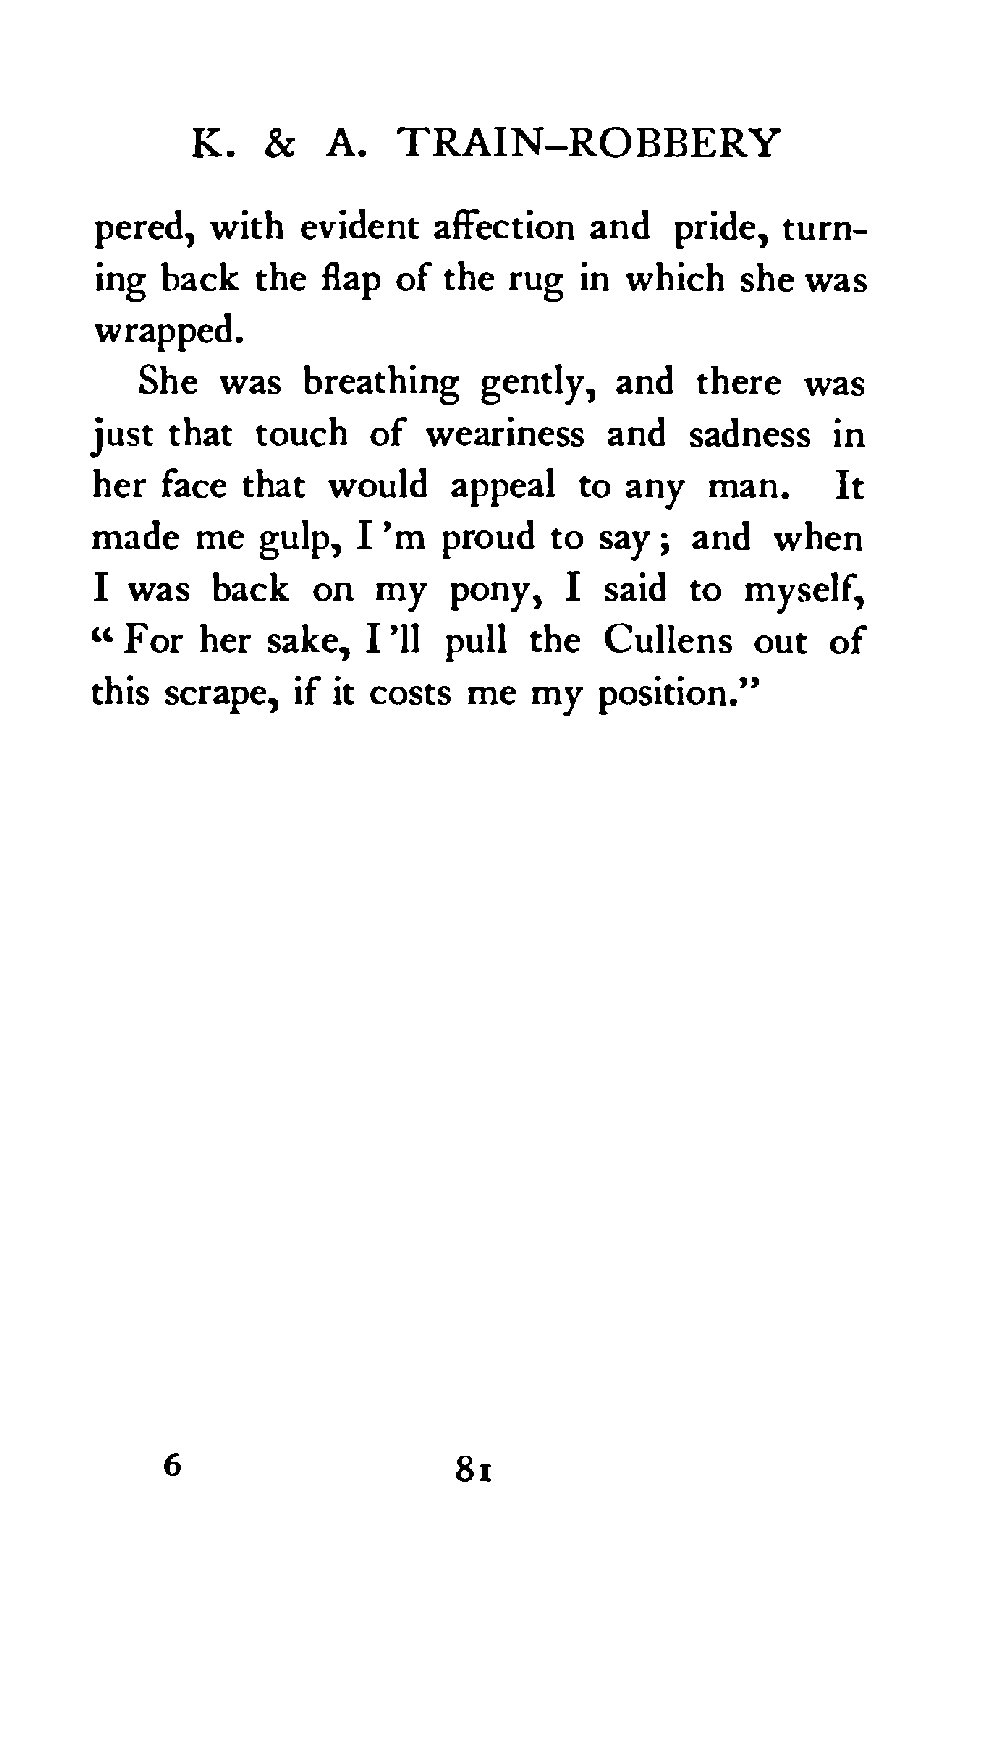 K. & A. TRAIN-ROBBERY
pered, with evident affection and pride, turn-
ing back the flap of the rug in which she was
wrapped.
She was breathing gently, and there was
just that touch of weariness and sadness in
her face that would appeal to any man. It
made me gulp, I 'm proud to say; and when
I was back on my pony, I said to myself,
“ For her sake, I 'll pull the Cullens out of
this scrape, if it costs me my position.”
6 81